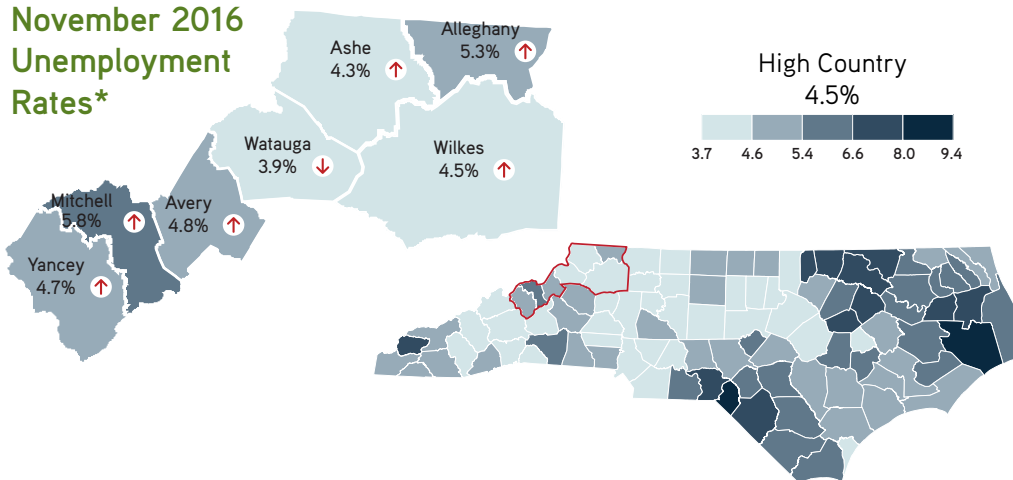 November 2016
Unemployment
Rates*
Ashe
4.3%
Alleghany
5.3%
Watauga
3.9%
Wilkes
4.5%
Mitchell
5.8%
Avery
4.8%
Yancey
4.7%
High Country
4.5%
3.7 4.6 5.4 6.6 8.0 9.4